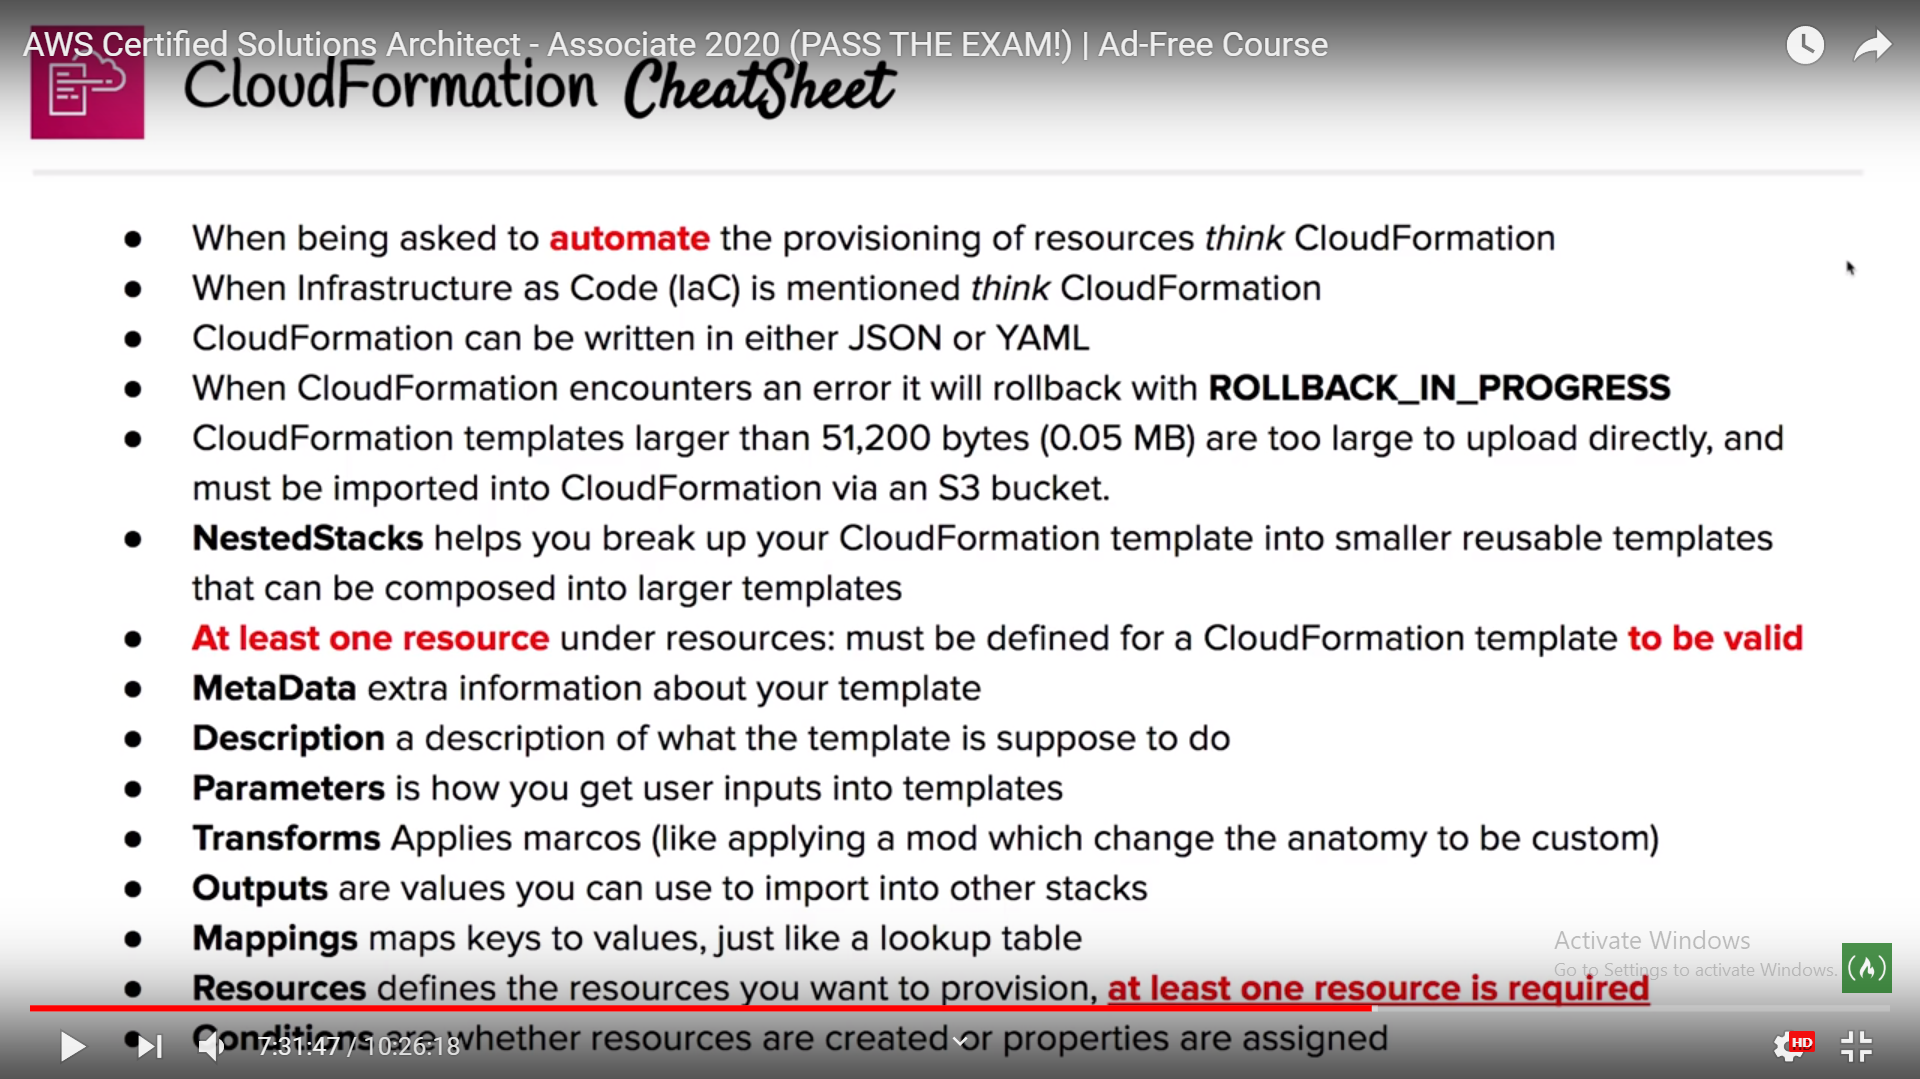 AWS Certified Solutions Architect - Associate 2020 (PASS THE EXAM!) | Ad-Free Course
CloudFormation CheatSheet
● When being asked to automate the provisioning of resources think CloudFormation
● When Infrastructure as Code (IaC) is mentioned think CloudFormation
● CloudFormation can be written in either JSON or YAML
● When CloudFormation encounters an error it will rollback with ROLLBACK_IN_PROGRESS
● CloudFormation templates larger than 51,200 bytes (0.05 MB) are too large to upload directly, and
must be imported into CloudFormation via an S3 bucket.
● NestedStacks helps you break up your CloudFormation template into smaller reusable templates
that can be composed into larger templates
● At least one resource under resources: must be defined for a CloudFormation template to be valid
● MetaData extra information about your template
● Description a description of what the template is suppose to do
● Parameters is how you get user inputs into templates
● Transforms Applies marcos (like applying a mod which change the anatomy to be custom)
● Outputs are values you can use to import into other stacks
● Mappings maps keys to values, just like a lookup table
Activate Windows
Go to Settings to activate Windows.
● Resources defines the resources you want to provision, at least one resource is required
● Conditions are whether resources are created or properties are assigned
7:31:47 / 10:26:18
HD